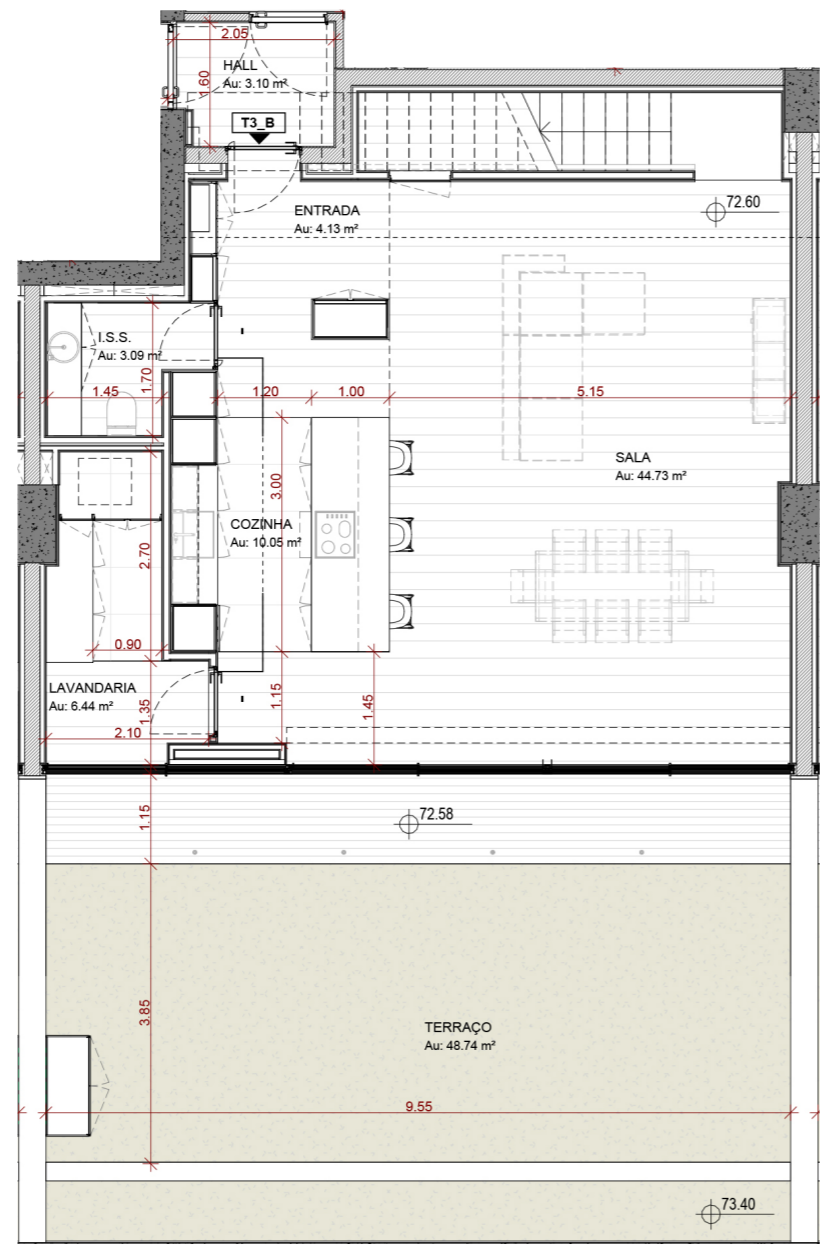 2.05
HALL
Au: 3.10 m²
1.60
T3_B
ENTRADA
Au: 4.13 m²
72.60
I.S.S.
Au: 3.09 m²
1.45
1.70
1.20
1.00
5.15
SALA
Au: 44.73 m²
3.00
COZINHA
Au: 10.05 m²
2.70
0.90
LAVANDARIA
Au: 6.44 m²
1.35
2.10
1.15
1.45
1.15
72.58
3.85
TERRAÇO
Au: 48.74 m²
9.55
73.40